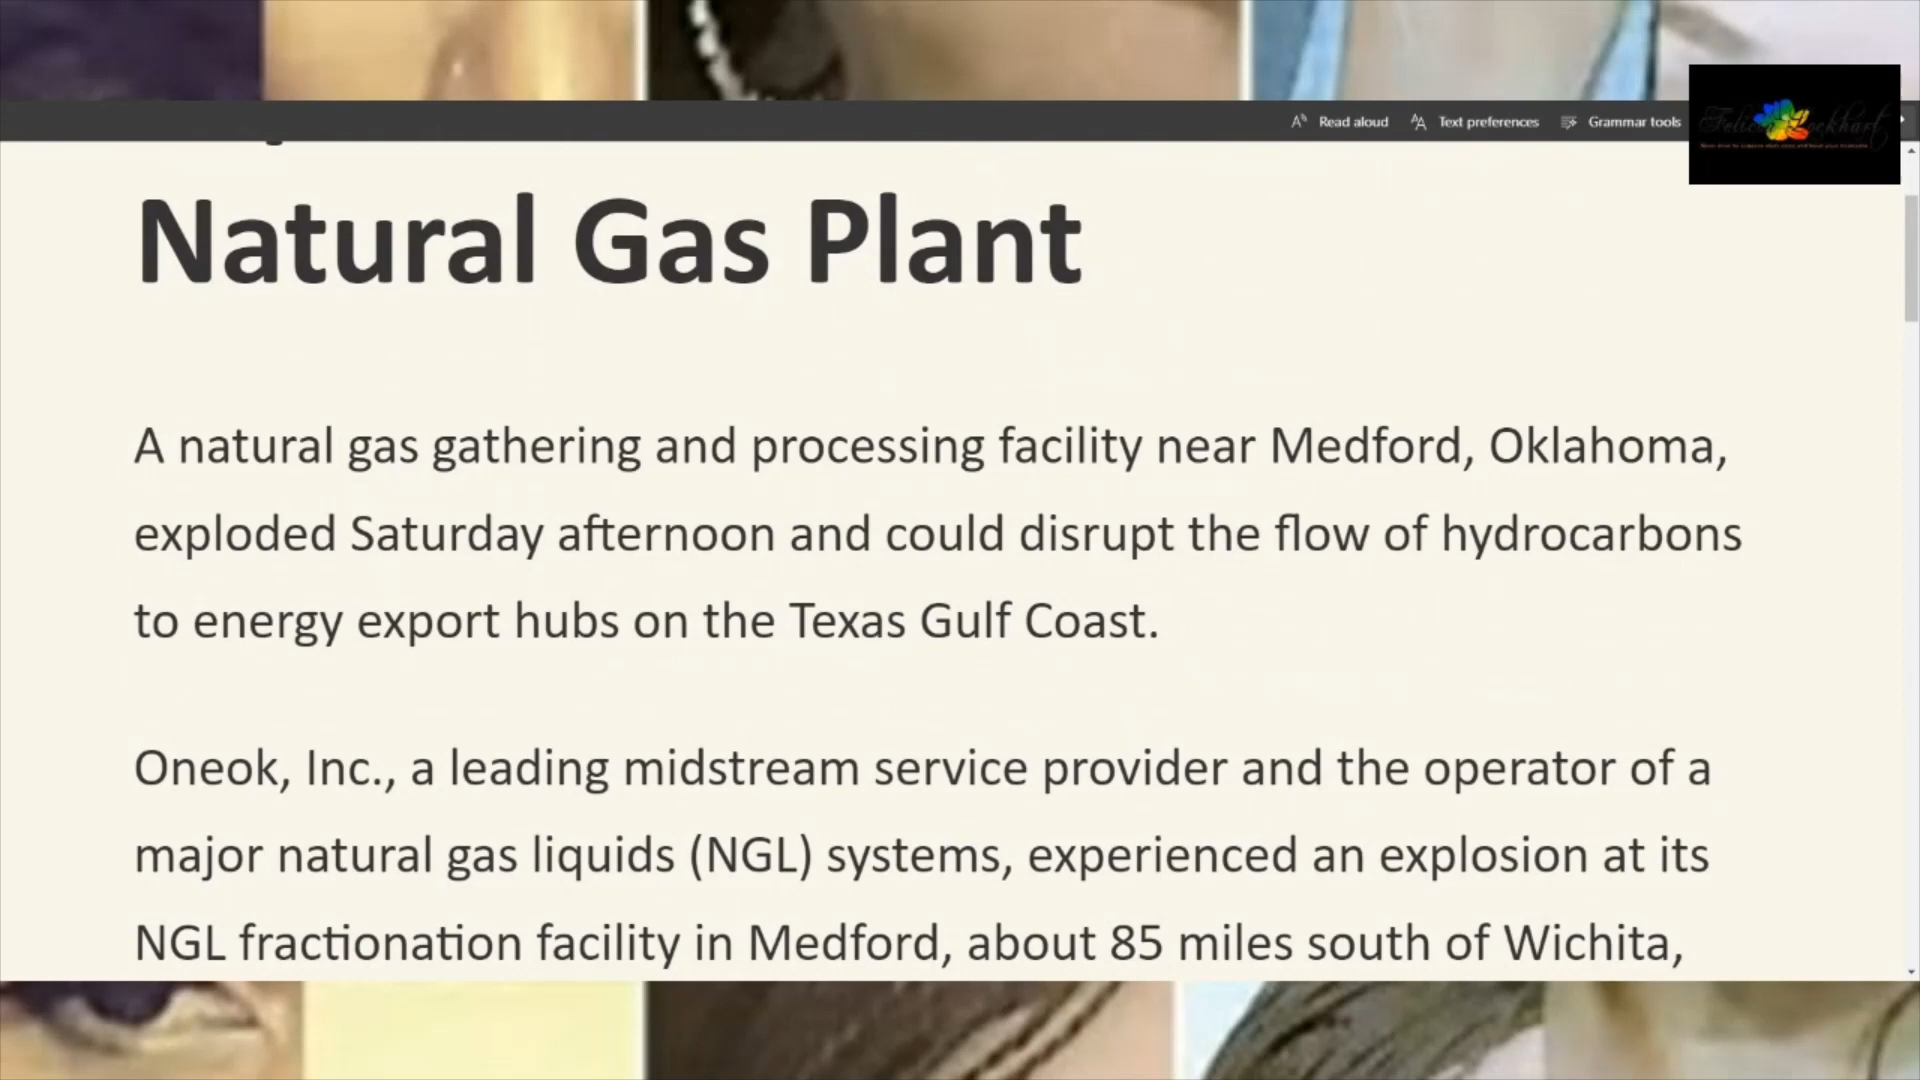 Read aloud
Text preferences
Grammar tools
Felicia Lockhart
Natural Gas Plant
A natural gas gathering and processing facility near Medford, Oklahoma,
exploded Saturday afternoon and could disrupt the flow of hydrocarbons
to energy export hubs on the Texas Gulf Coast.
Oneok, Inc., a leading midstream service provider and the operator of a
major natural gas liquids (NGL) systems, experienced an explosion at its
NGL fractionation facility in Medford, about 85 miles south of Wichita,